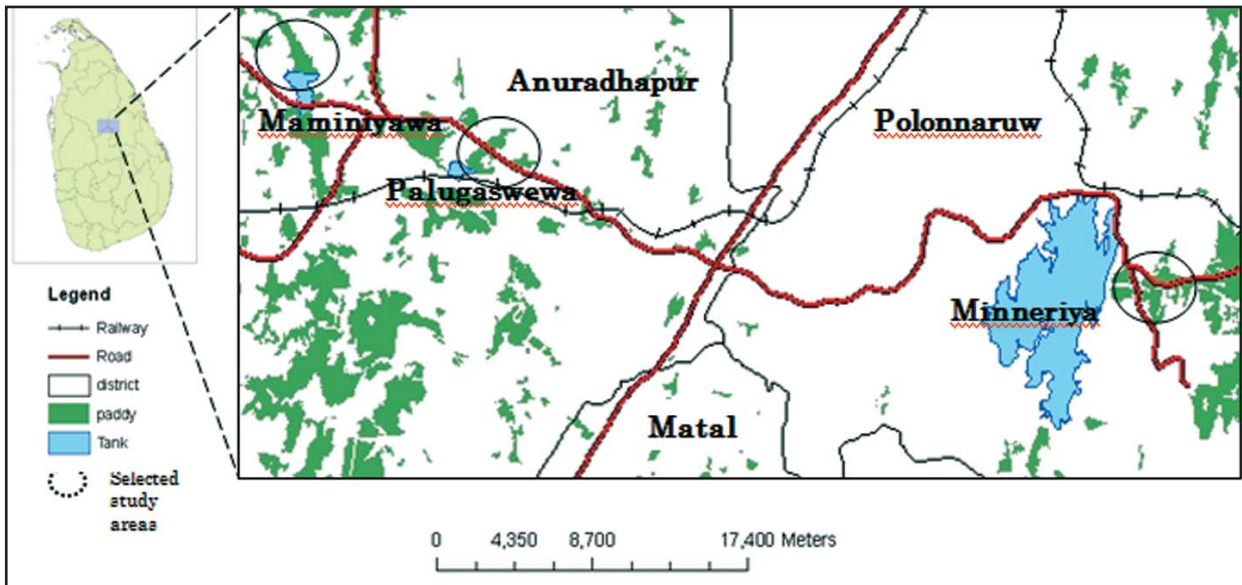 Anuradhapur
Polonnaruw
Maminiyawa
Palugaswewa
Minneriya
Matal
Legend
Railway
Road
district
paddy
Tank
Selected
study
areas
0 4,350 8,700 17,400 Meters